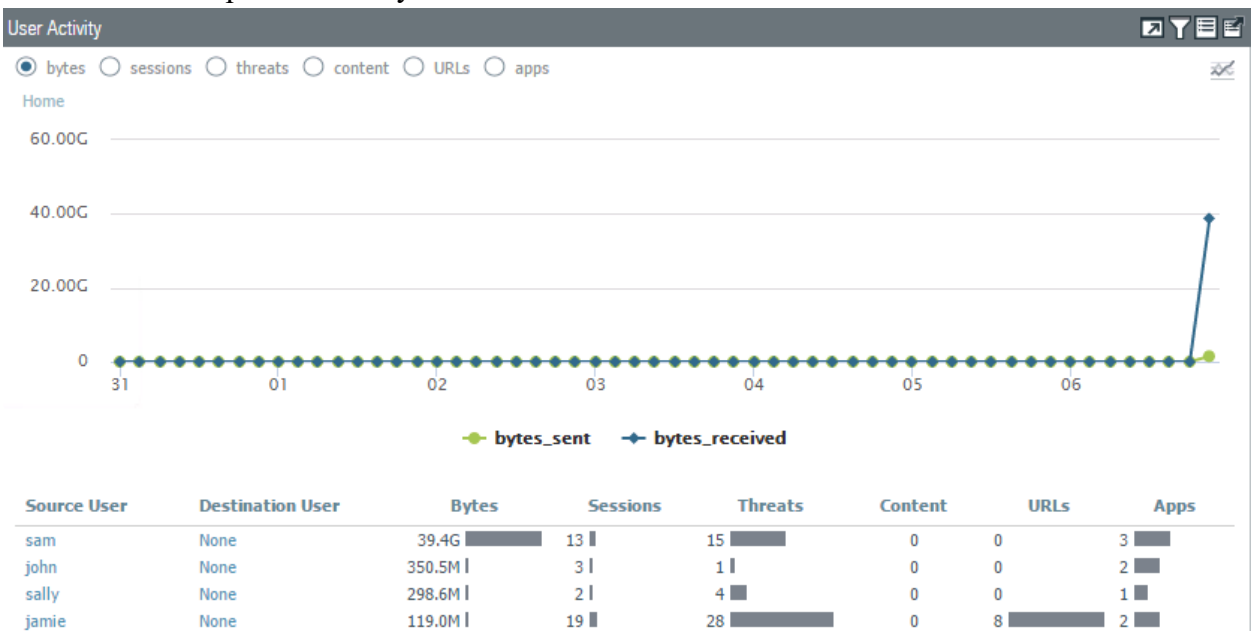 User Activity
bytes sessions threats content URLs apps
Home
60.00G
40.00G
20.00G
0
31 01 02 03 04 05 06
bytes_sent bytes_received
Source User Destination User Bytes Sessions Threats Content URLs Apps
sam None 39.4G 13 15 0 0 3
john None 350.5M 3 1 0 0 2
sally None 298.6M 2 4 0 0 1
jamie None 119.0M 19 28 0 8 2